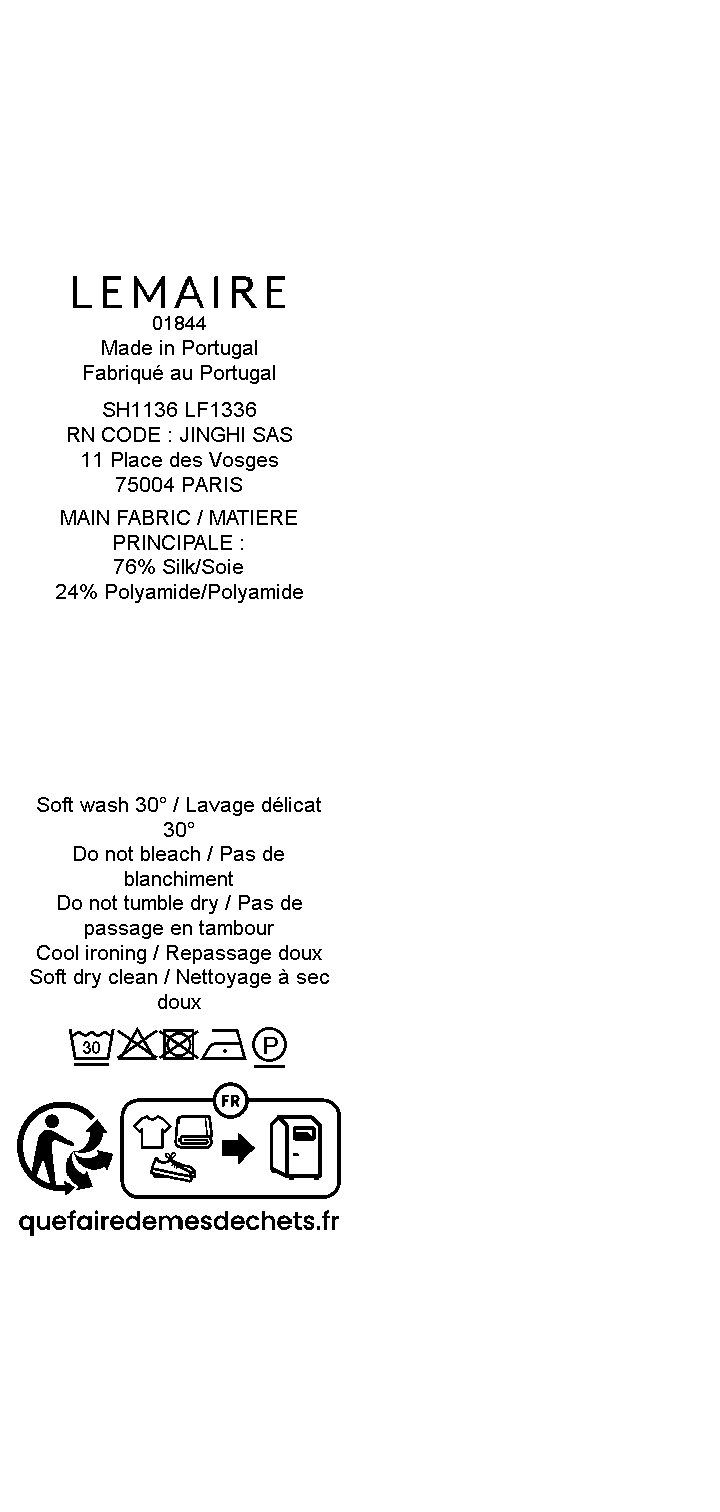 LEMAIRE
01844
Made in Portugal
Fabriqué au Portugal
SH1136 LF1336
RN CODE : JINGHI SAS
11 Place des Vosges
75004 PARIS
MAIN FABRIC / MATIERE
PRINCIPALE :
76% Silk/Soie
24% Polyamide/Polyamide
Soft wash 30° / Lavage délicat
30°
Do not bleach / Pas de
blanchiment
Do not tumble dry / Pas de
passage en tambour
Cool ironing / Repassage doux
Soft dry clean / Nettoyage à sec
doux
30 P
FR
quefairedemesdechets.fr